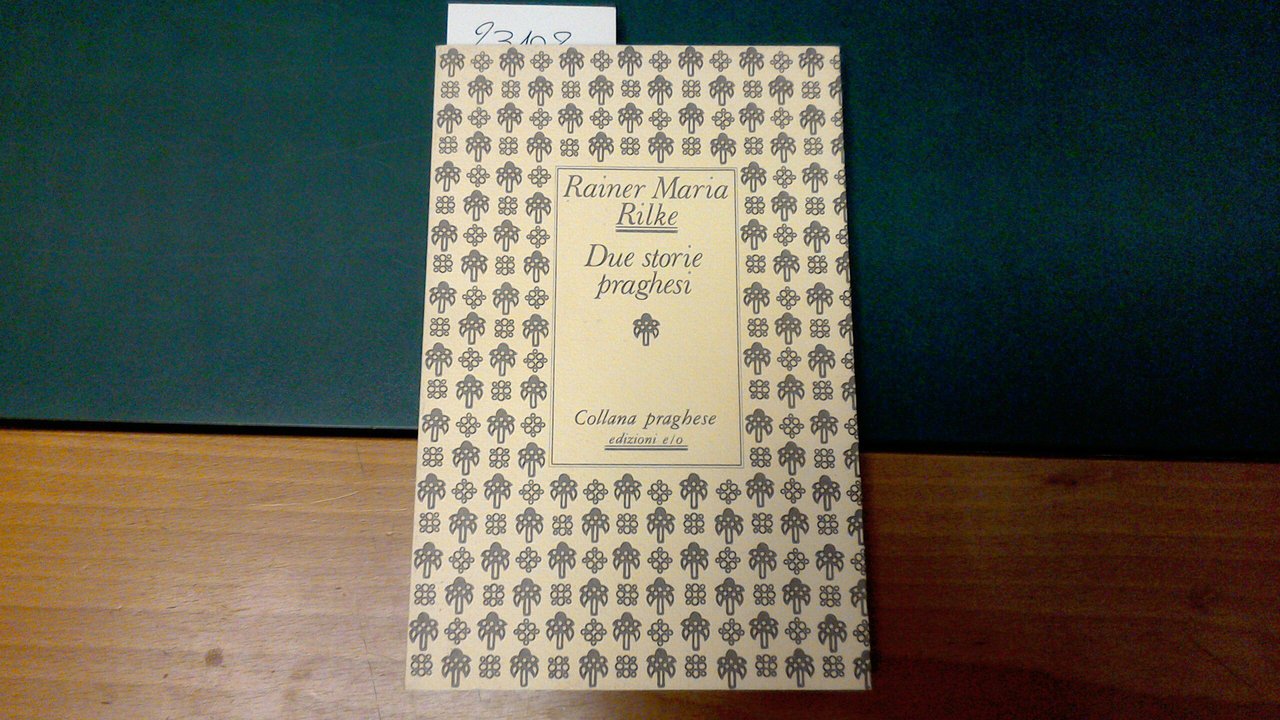 Rainer Maria
Rilke
Due storie
praghesi
Collana praghese
edizioni e/o